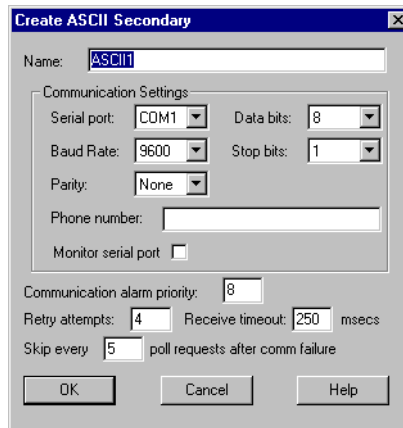 Create ASCII Secondary
Name: ASCII1
Communication Settings
Serial port: COM1 Data bits: 8
Baud Rate: 9600 Stop bits: 1
Parity: None
Phone number:
Monitor serial port
Communication alarm priority: 8
Retry attempts: 4 Receive timeout: 250 msecs
Skip every 5 poll requests after comm failure
OK Cancel Help